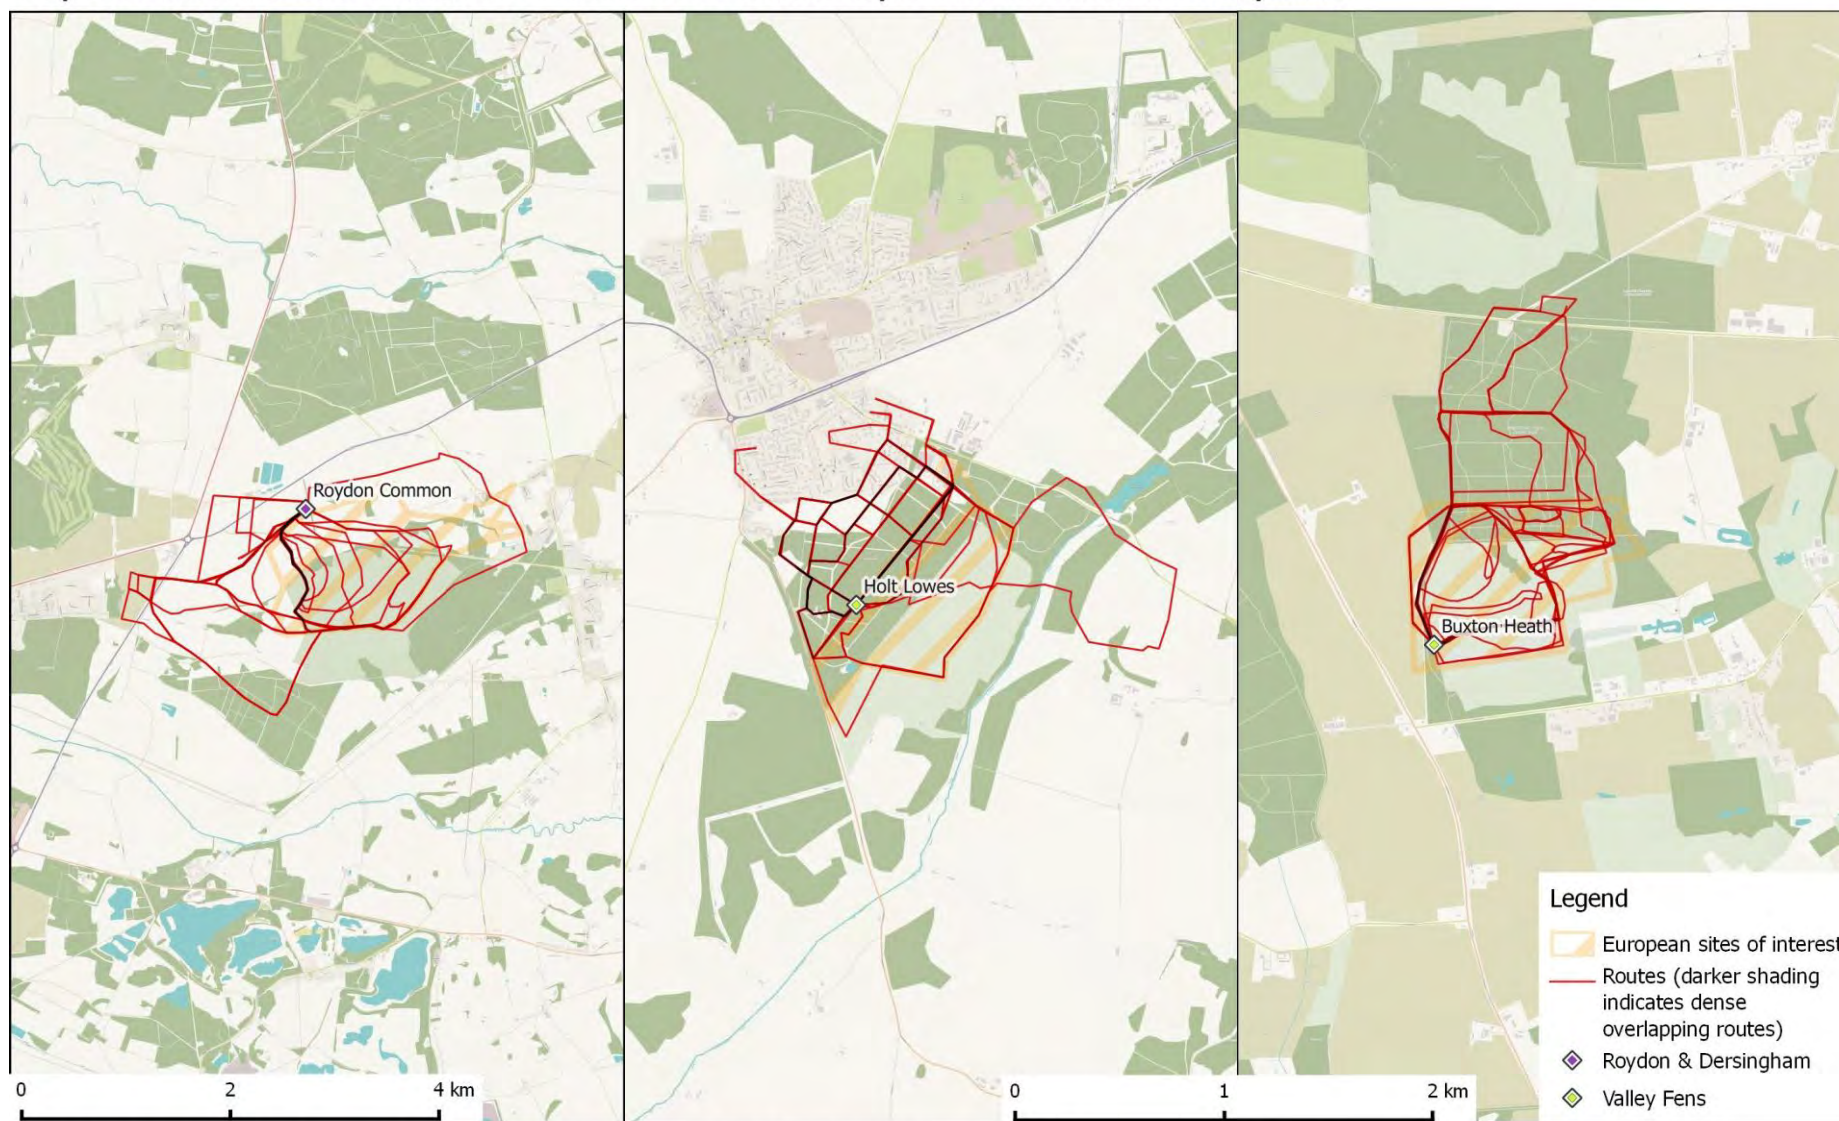 Roydon Common
Holt Lowes
Buxton Heath
Legend
European sites of interest
Routes (darker shading
indicates dense
overlapping routes)
Roydon & Dersingham
Valley Fens
0 2 4 km
0 1 2 km